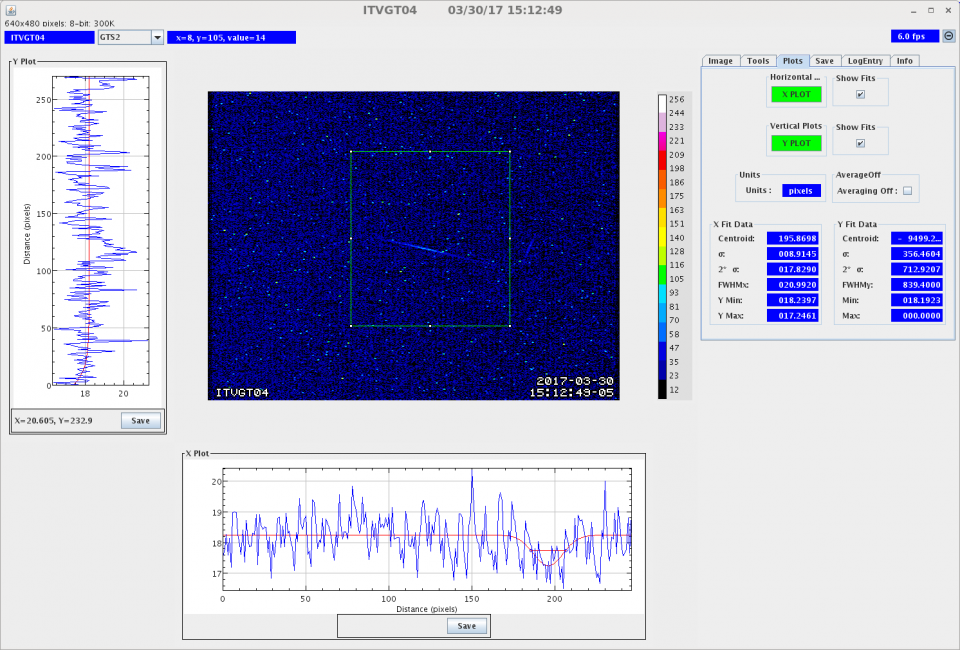 ITVGT04 03/30/17 15:12:49
640x480 pixels: 8-bit: 300K
ITVGT04 GTS2 x=8, y=105, value=14 6.0 fps
Y Plot
250
200
150
100
50
0
18 20
Distance (pixels)
X=20.605, Y=232.9 Save
ITVGT04
2017-03-30
15:12:49-05
256
244
233
221
209
198
186
175
163
151
140
128
116
105
93
81
70
58
47
35
23
12
Image Tools Plots Save LogEntry Info
Horizontal ... Show Fits
X PLOT
Vertical Plots Show Fits
Y PLOT
Units AverageOff
Units : pixels Averaging Off :
X Fit Data
Centroid: 195.8698
σ: 008.9145
2* σ: 017.8290
FWHMx: 020.9920
Y Min: 018.2397
Y Max: 017.2461
Y Fit Data
Centroid: - 9499.2...
σ: 356.4604
2* σ: 712.9207
FWHMy: 839.4000
Min: 018.1923
Max: 000.0000
X Plot
20
19
18
17
0 50 100 150 200
Distance (pixels)
Save